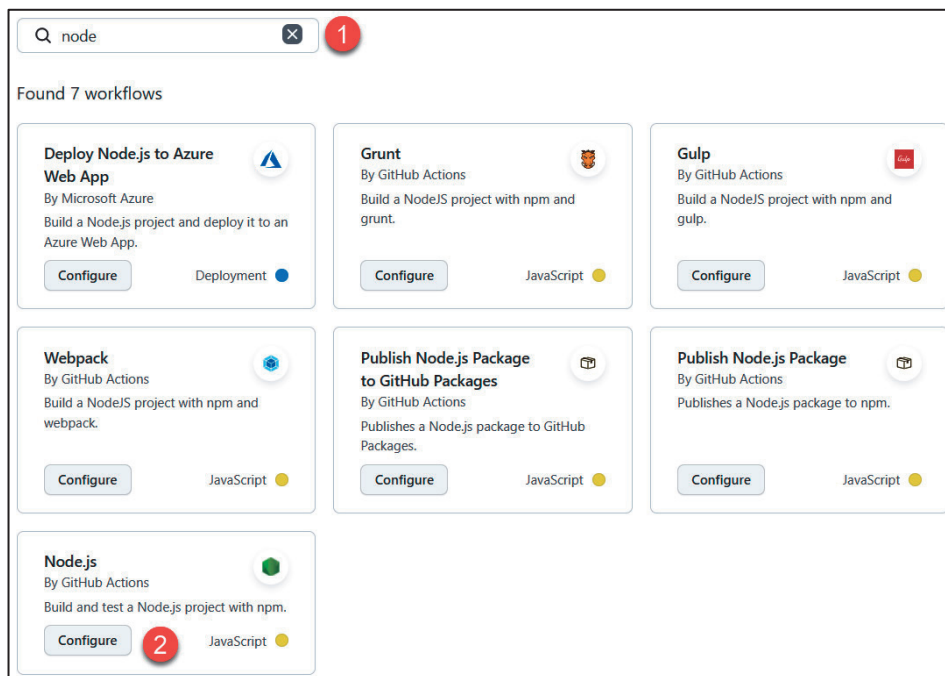 node
1
Found 7 workflows
Deploy Node.js to Azure
Web App
By Microsoft Azure
Build a Node.js project and deploy it to an
Azure Web App.
Configure
Deployment
Grunt
By GitHub Actions
Build a NodeJS project with npm and
grunt.
Configure
JavaScript
Gulp
By GitHub Actions
Build a NodeJS project with npm and
gulp.
Configure
JavaScript
Webpack
By GitHub Actions
Build a NodeJS project with npm and
webpack.
Configure
JavaScript
Publish Node.js Package
to GitHub Packages
By GitHub Actions
Publishes a Node.js package to GitHub
Packages.
Configure
JavaScript
Publish Node.js Package
By GitHub Actions
Publishes a Node.js package to npm.
Configure
JavaScript
Node.js
By GitHub Actions
Build and test a Node.js project with npm.
Configure
2
JavaScript